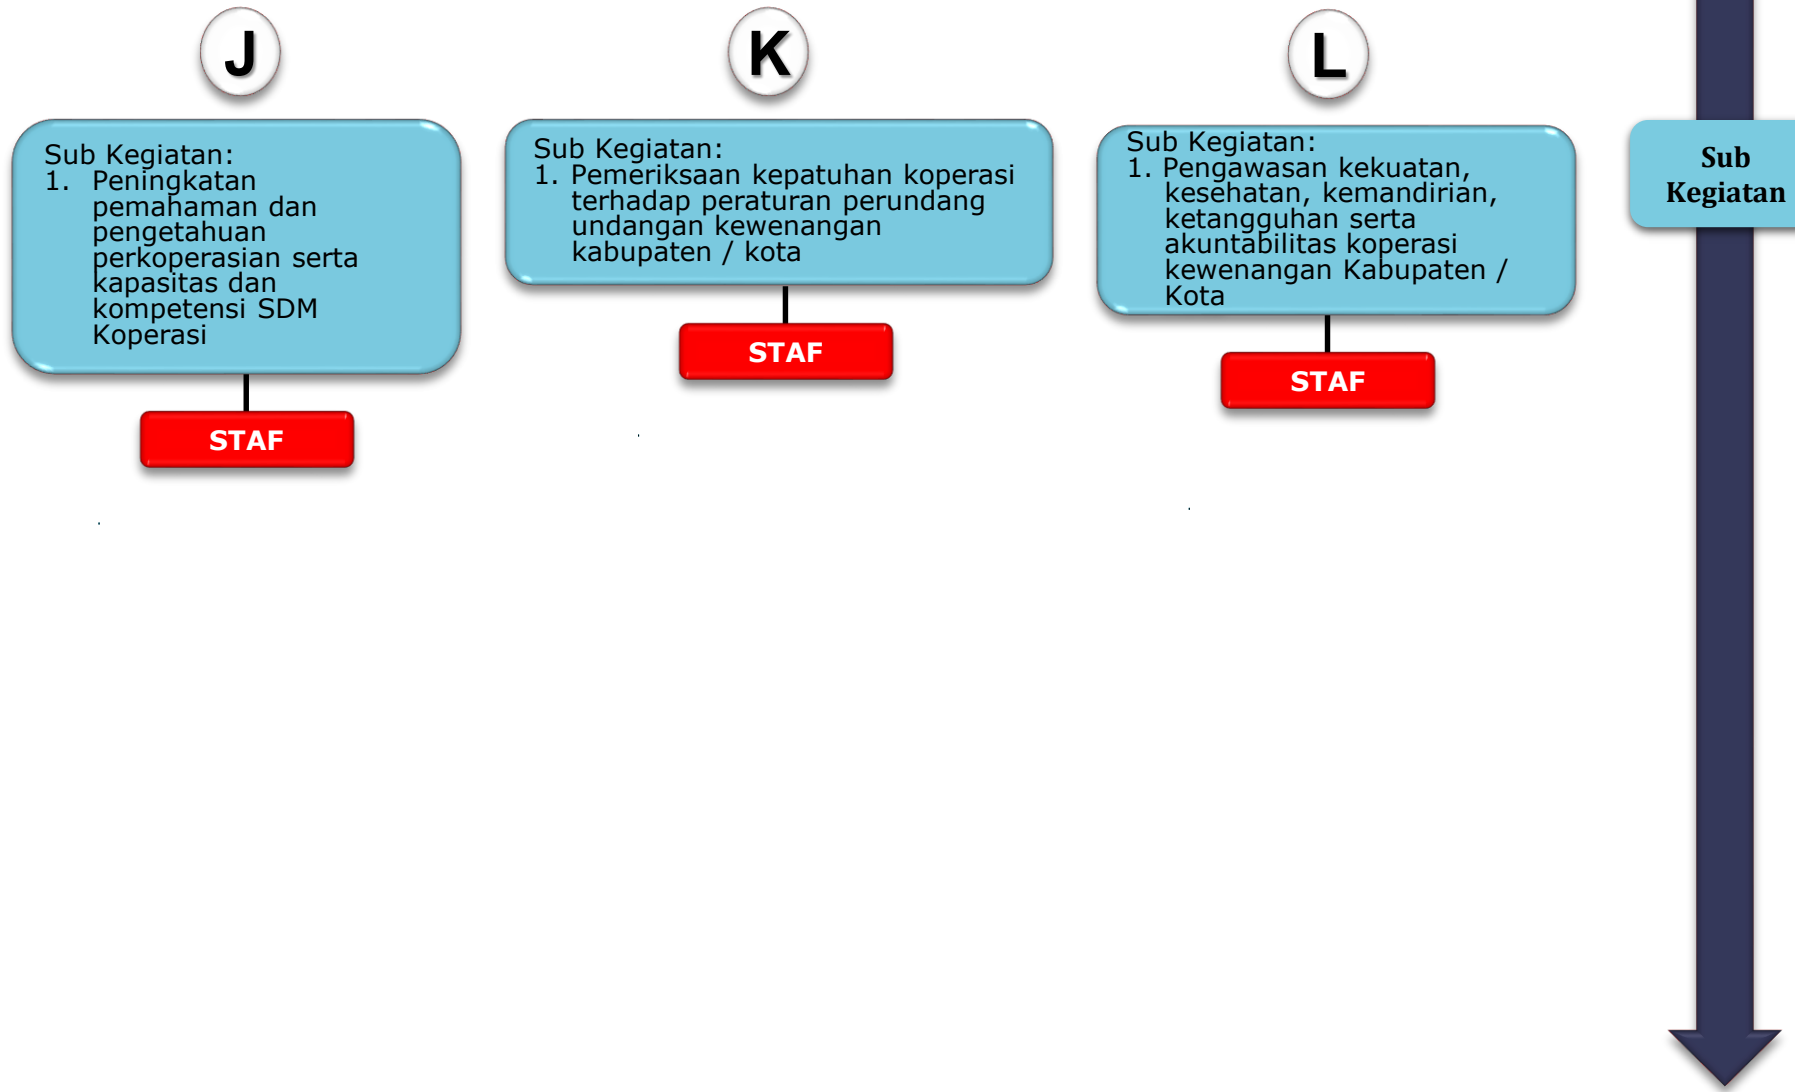 J
Sub Kegiatan:
1. Peningkatan
pemahaman dan
pengetahuan
perkoperasian serta
kapasitas dan
kompetensi SDM
Koperasi
STAF
K
Sub Kegiatan:
1. Pemeriksaan kepatuhan koperasi
terhadap peraturan perundang
undangan kewenangan
kabupaten / kota
STAF
L
Sub Kegiatan:
1. Pengawasan kekuatan,
kesehatan, kemandirian,
ketangguhan serta
akuntabilitas koperasi
kewenangan Kabupaten /
Kota
STAF
Sub
Kegiatan